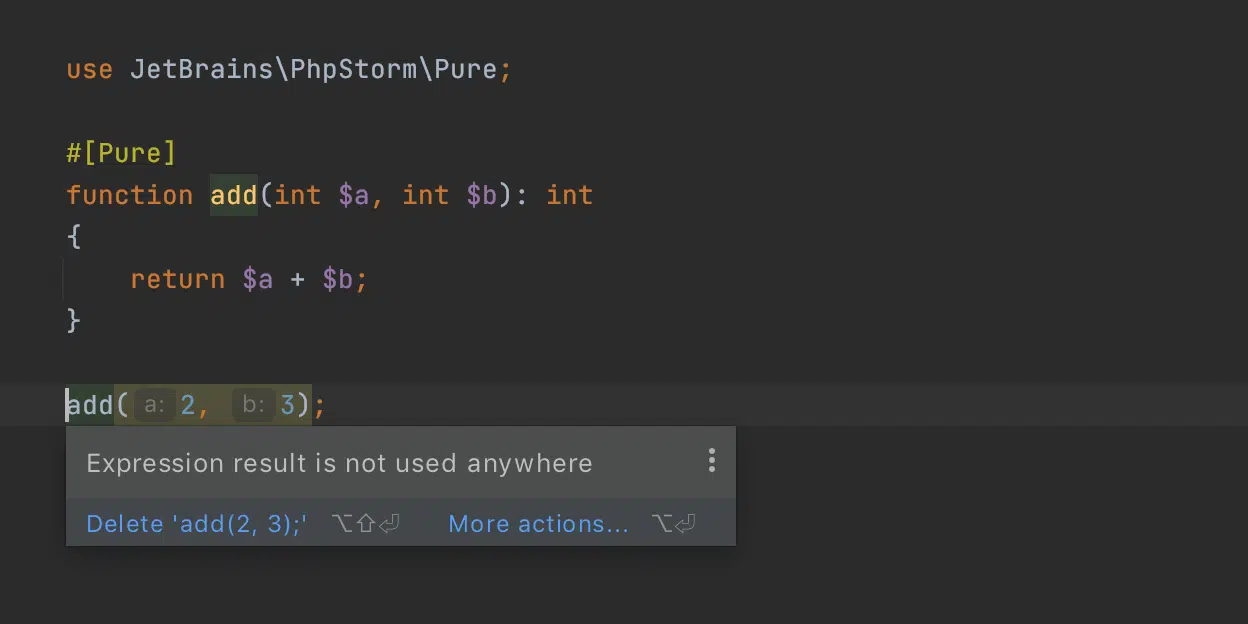 use JetBrains\PhpStorm\Pure;
#[Pure]
function add(int $a, int $b): int
{
    return $a + $b;
}
add( a: 2, b: 3);
Expression result is not used anywhere
Delete 'add(2, 3);' ⌥⇧⏎ More actions... ⌥⏎